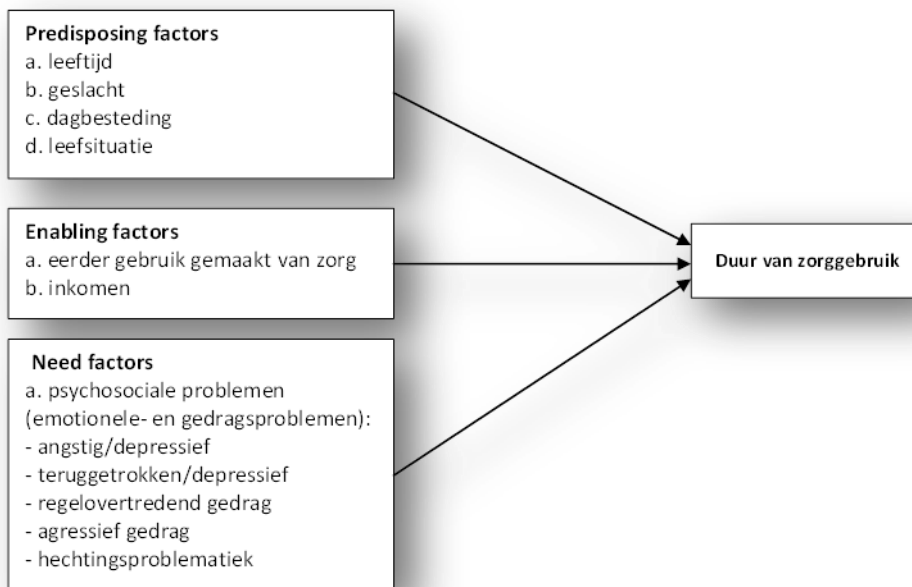 Predisposing factors
a. leeftijd
b. geslacht
c. dagbesteding
d. leefsituatie
Enabling factors
a. eerder gebruik gemaakt van zorg
b. inkomen
Need factors
a. psychosociale problemen
(emotionele- en gedragsproblemen):
- angstig/depressief
- teruggetrokken/depressief
- regelovertredend gedrag
- agressief gedrag
- hechtingsproblematiek
Duur van zorggebruik